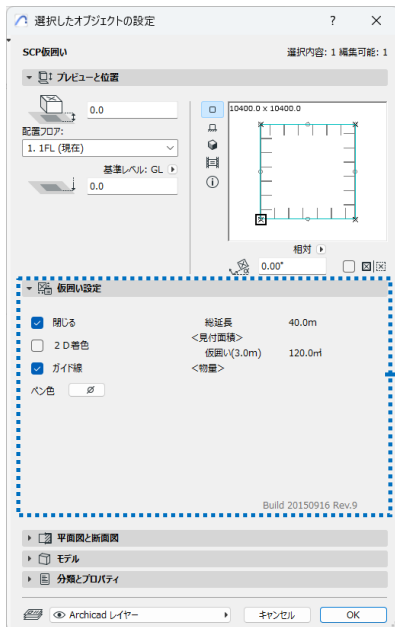 選択したオブジェクトの設定
SCP仮囲い 選択内容: 1 編集可能: 1
プレビューと位置
0.0
配置フロア:
1. 1FL (現在)
基準レベル: GL
0.0
10400.0 x 10400.0
相対
0.00°
仮囲い設定
閉じる 総延長 40.0m
<見付面積>
2D着色 仮囲い(3.0m) 120.0㎡
ガイド線 <物量>
ペン色
Build 20150916 Rev.9
平面図と断面図
モデル
分類とプロパティ
Archicad レイヤー キャンセル OK